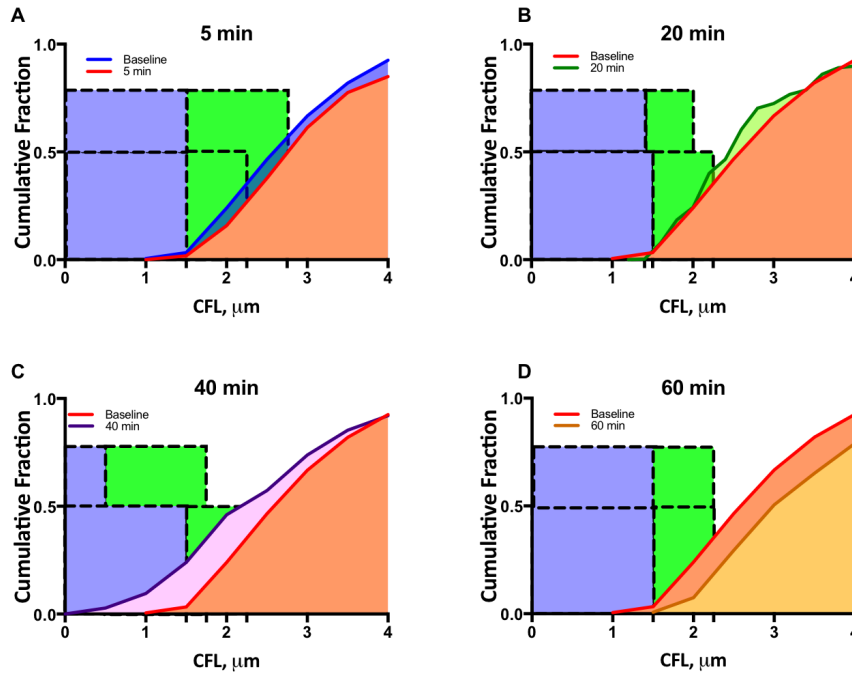 A
5 min
Cumulative Fraction
1.0
0.5
0.0
Baseline
5 min
0 1 2 3 4
CFL, μm
B
20 min
Cumulative Fraction
1.0
0.5
0.0
Baseline
20 min
0 1 2 3 4
CFL, μm
C
40 min
Cumulative Fraction
1.0
0.5
0.0
Baseline
40 min
0 1 2 3 4
CFL, μm
D
60 min
Cumulative Fraction
1.0
0.5
0.0
Baseline
60 min
0 1 2 3 4
CFL, μm